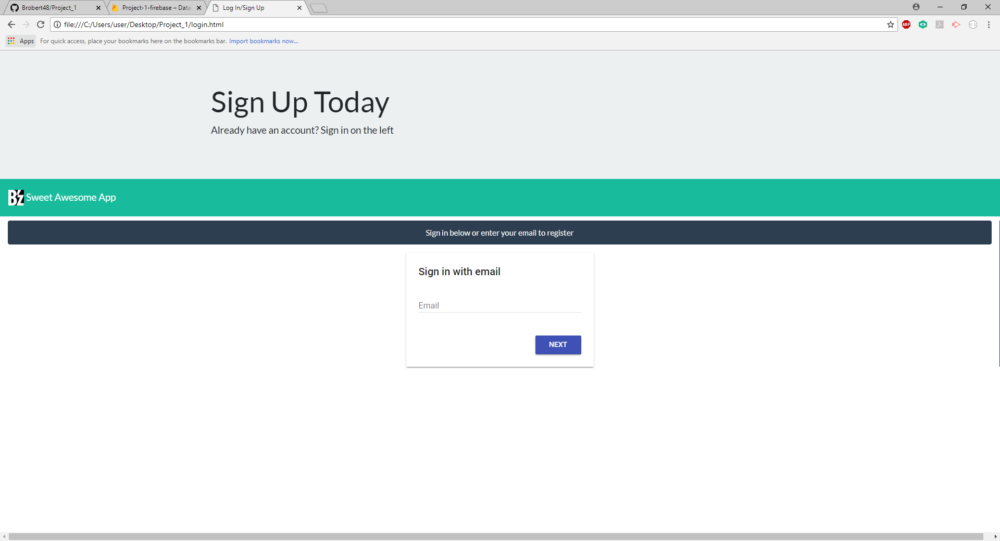 Brobert48/Project_1
Project-1-firebase – Data
Log In/Sign Up
file:///C:/Users/user/Desktop/Project_1/login.html
ABP
Apps
For quick access, place your bookmarks here on the bookmarks bar. Import bookmarks now...
Sign Up Today
Already have an account? Sign in on the left
B'z Sweet Awesome App
Sign in below or enter your email to register
Sign in with email
Email
NEXT